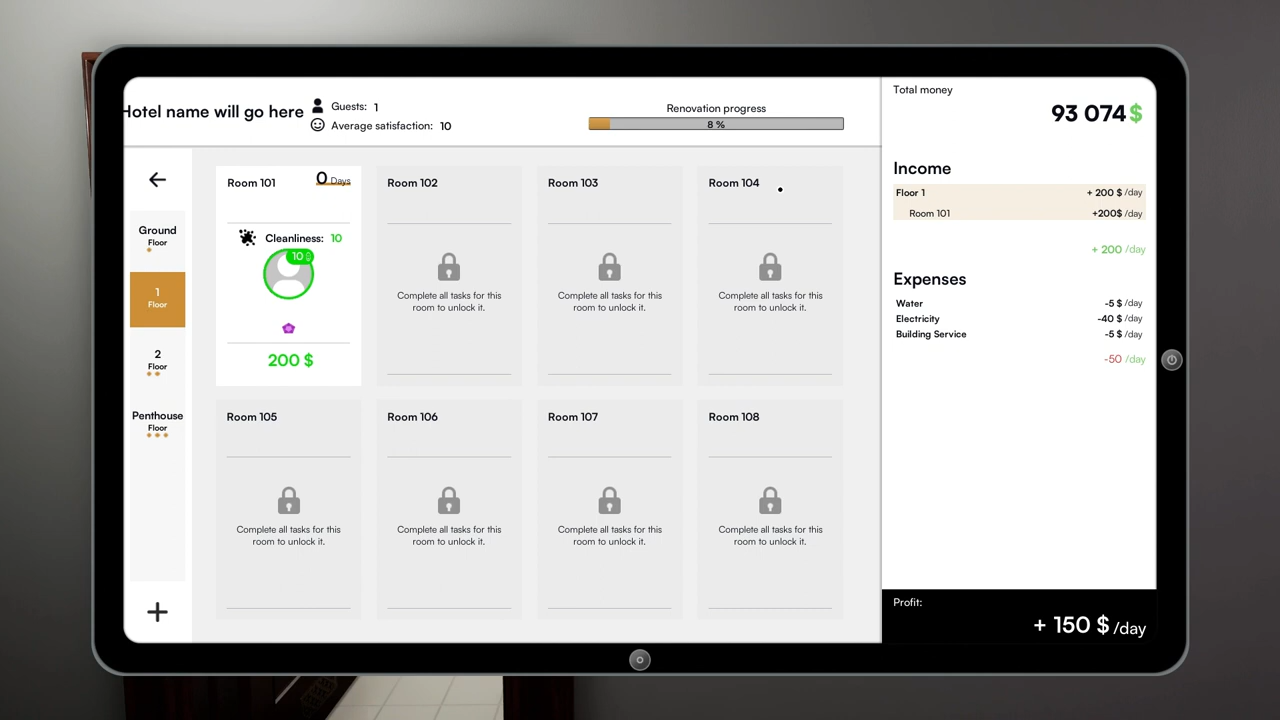 Hotel name will go here
Guests: 1
Average satisfaction: 10
Renovation progress
8 %
Total money
93 074 $
Ground
Floor
1
Floor
2
Floor
Penthouse
Floor
Room 101
0 Days
Cleanliness: 10
10
200 $
Room 102
Complete all tasks for this
room to unlock it.
Room 103
Complete all tasks for this
room to unlock it.
Room 104
Complete all tasks for this
room to unlock it.
Room 105
Complete all tasks for this
room to unlock it.
Room 106
Complete all tasks for this
room to unlock it.
Room 107
Complete all tasks for this
room to unlock it.
Room 108
Complete all tasks for this
room to unlock it.
Income
Floor 1 + 200 $ /day
Room 101 +200$ /day
+ 200 /day
Expenses
Water -5 $ /day
Electricity -40 $ /day
Building Service -5 $ /day
-50 /day
Profit:
+ 150 $ /day